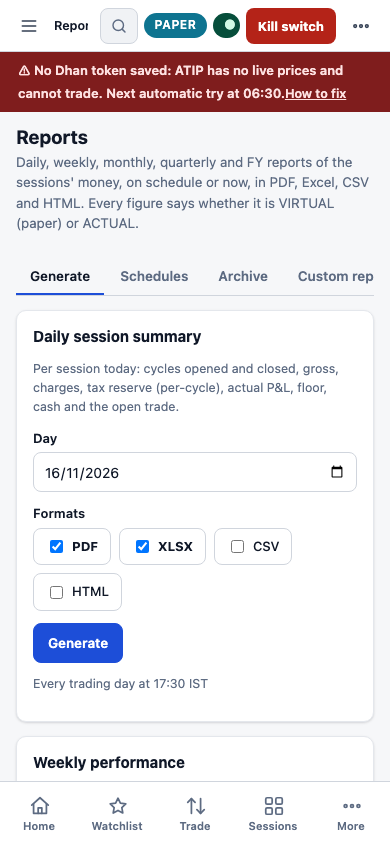 Repor
PAPER
Kill switch
⚠ No Dhan token saved: ATIP has no live prices and
cannot trade. Next automatic try at 06:30.How to fix
Reports
Daily, weekly, monthly, quarterly and FY reports of the
sessions' money, on schedule or now, in PDF, Excel, CSV
and HTML. Every figure says whether it is VIRTUAL
(paper) or ACTUAL.
Generate Schedules Archive Custom rep
Daily session summary
Per session today: cycles opened and closed, gross,
charges, tax reserve (per-cycle), actual P&L, floor,
cash and the open trade.
Day
16/11/2026
Formats
PDF XLSX CSV
HTML
Generate
Every trading day at 17:30 IST
Weekly performance
Home Watchlist Trade Sessions More